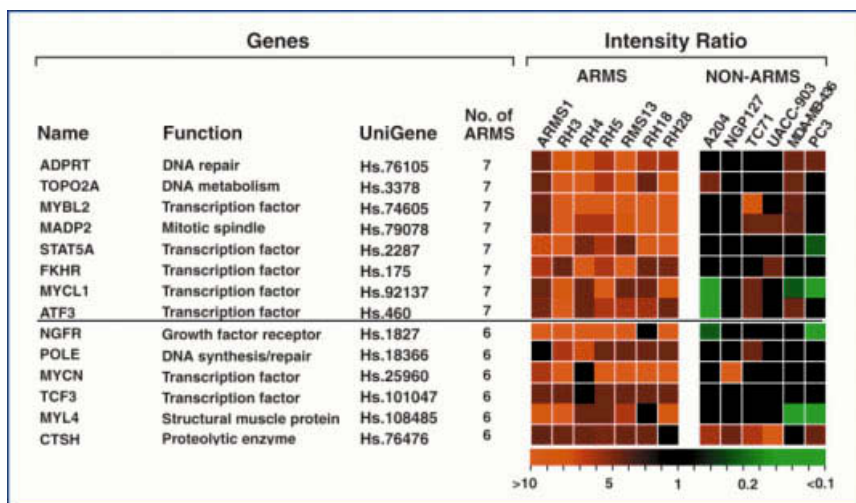 Genes Intensity Ratio
ARMS NON-ARMS
ARMS1 RH3 RH4 RH5 RMS13 RH18 RH28 A204 NGP127 TC71 UACC-903 MDA-MB-436 PC3
Name Function UniGene No. of ARMS
ADPRT DNA repair Hs.76105 7
TOPO2A DNA metabolism Hs.3378 7
MYBL2 Transcription factor Hs.74605 7
MADP2 Mitotic spindle Hs.79078 7
STAT5A Transcription factor Hs.2287 7
FKHR Transcription factor Hs.175 7
MYCL1 Transcription factor Hs.92137 7
ATF3 Transcription factor Hs.460 7
NGFR Growth factor receptor Hs.1827 6
POLE DNA synthesis/repair Hs.18366 6
MYCN Transcription factor Hs.25960 6
TCF3 Transcription factor Hs.101047 6
MYL4 Structural muscle protein Hs.108485 6
CTSH Proteolytic enzyme Hs.76476 6
>10 5 1 0.2 <0.1